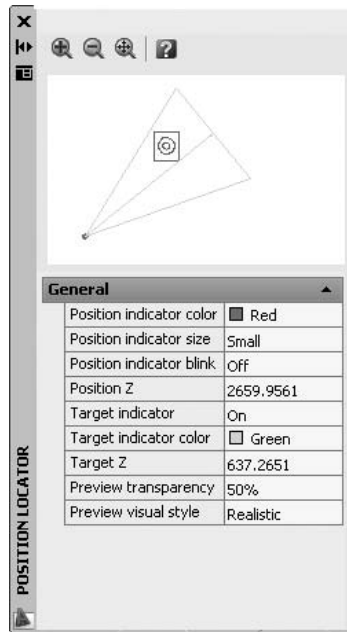 General
Position indicator color Red
Position indicator size Small
Position indicator blink Off
Position Z 2659.9561
Target indicator On
Target indicator color Green
Target Z 637.2651
Preview transparency 50%
Preview visual style Realistic
POSITION LOCATOR